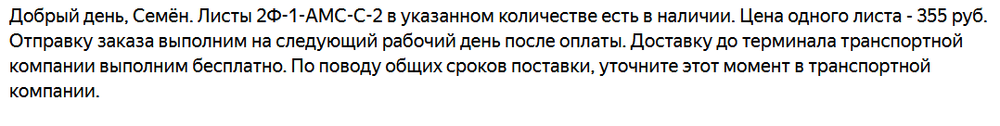 Добрый день, Семён. Листы 2Ф-1-АМС-С-2 в указанном количестве есть в наличии. Цена одного листа - 355 руб.
Отправку заказа выполним на следующий рабочий день после оплаты. Доставку до терминала транспортной
компании выполним бесплатно. По поводу общих сроков поставки, уточните этот момент в транспортной
компании.